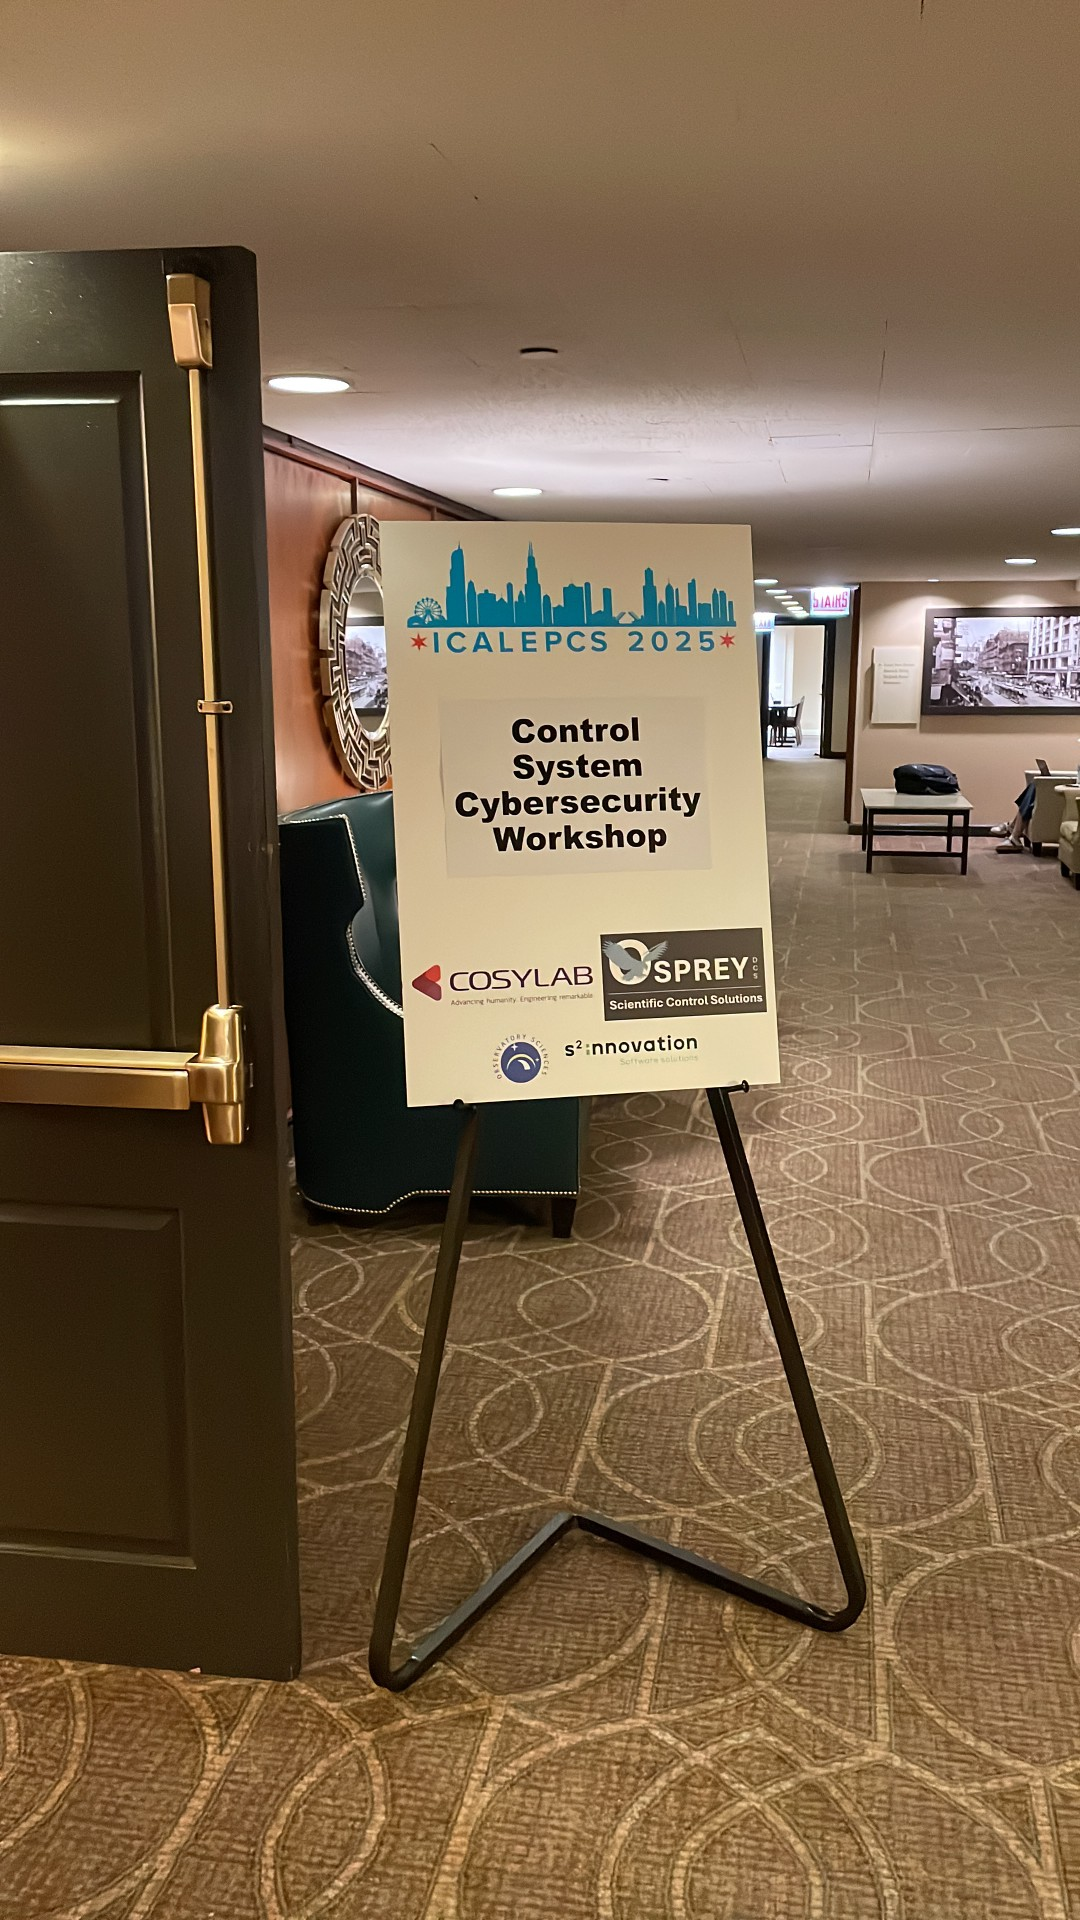 ICALEPCS 2025
Control
System
Cybersecurity
Workshop
COSYLAB
Advancing humanity. Engineering remarkable.
OSPREY DCS
Scientific Control Solutions
OBSERVATORY SCIENCES
s2innovation
Software solutions
STAIRS